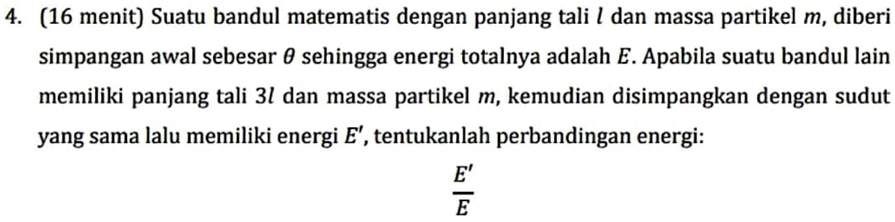 4. (16 menit) Suatu bandul matematis dengan panjang tali l dan massa partikel m, diberi
simpangan awal sebesar θ sehingga energi totalnya adalah E. Apabila suatu bandul lain
memiliki panjang tali 3l dan massa partikel m, kemudian disimpangkan dengan sudut
yang sama lalu memiliki energi E', tentukanlah perbandingan energi:
E'
E